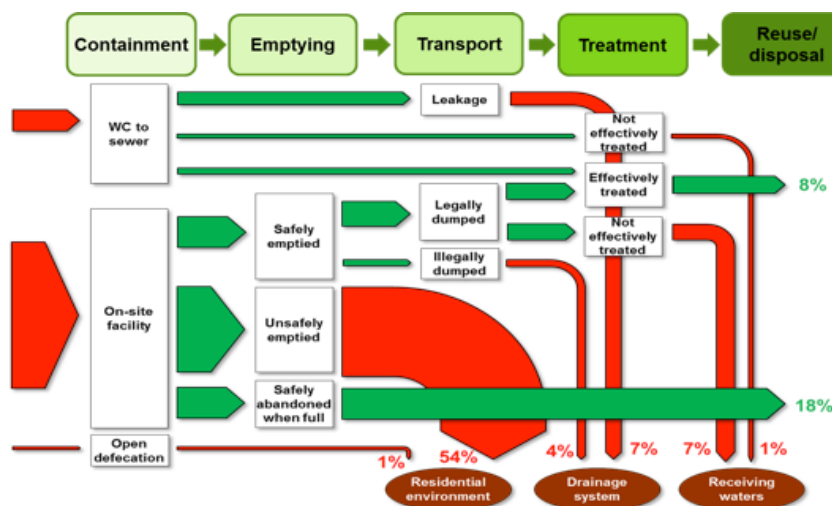 Containment
Emptying
Transport
Treatment
Reuse/
disposal
WC to
sewer
Leakage
Not
effectively
treated
Effectively
treated
8%
Safely
emptied
Legally
dumped
Not
effectively
treated
Illegally
dumped
On-site
facility
Unsafely
emptied
Safely
abandoned
when full
18%
Open
defecation
1%
54%
4%
7%
7%
1%
Residential
environment
Drainage
system
Receiving
waters